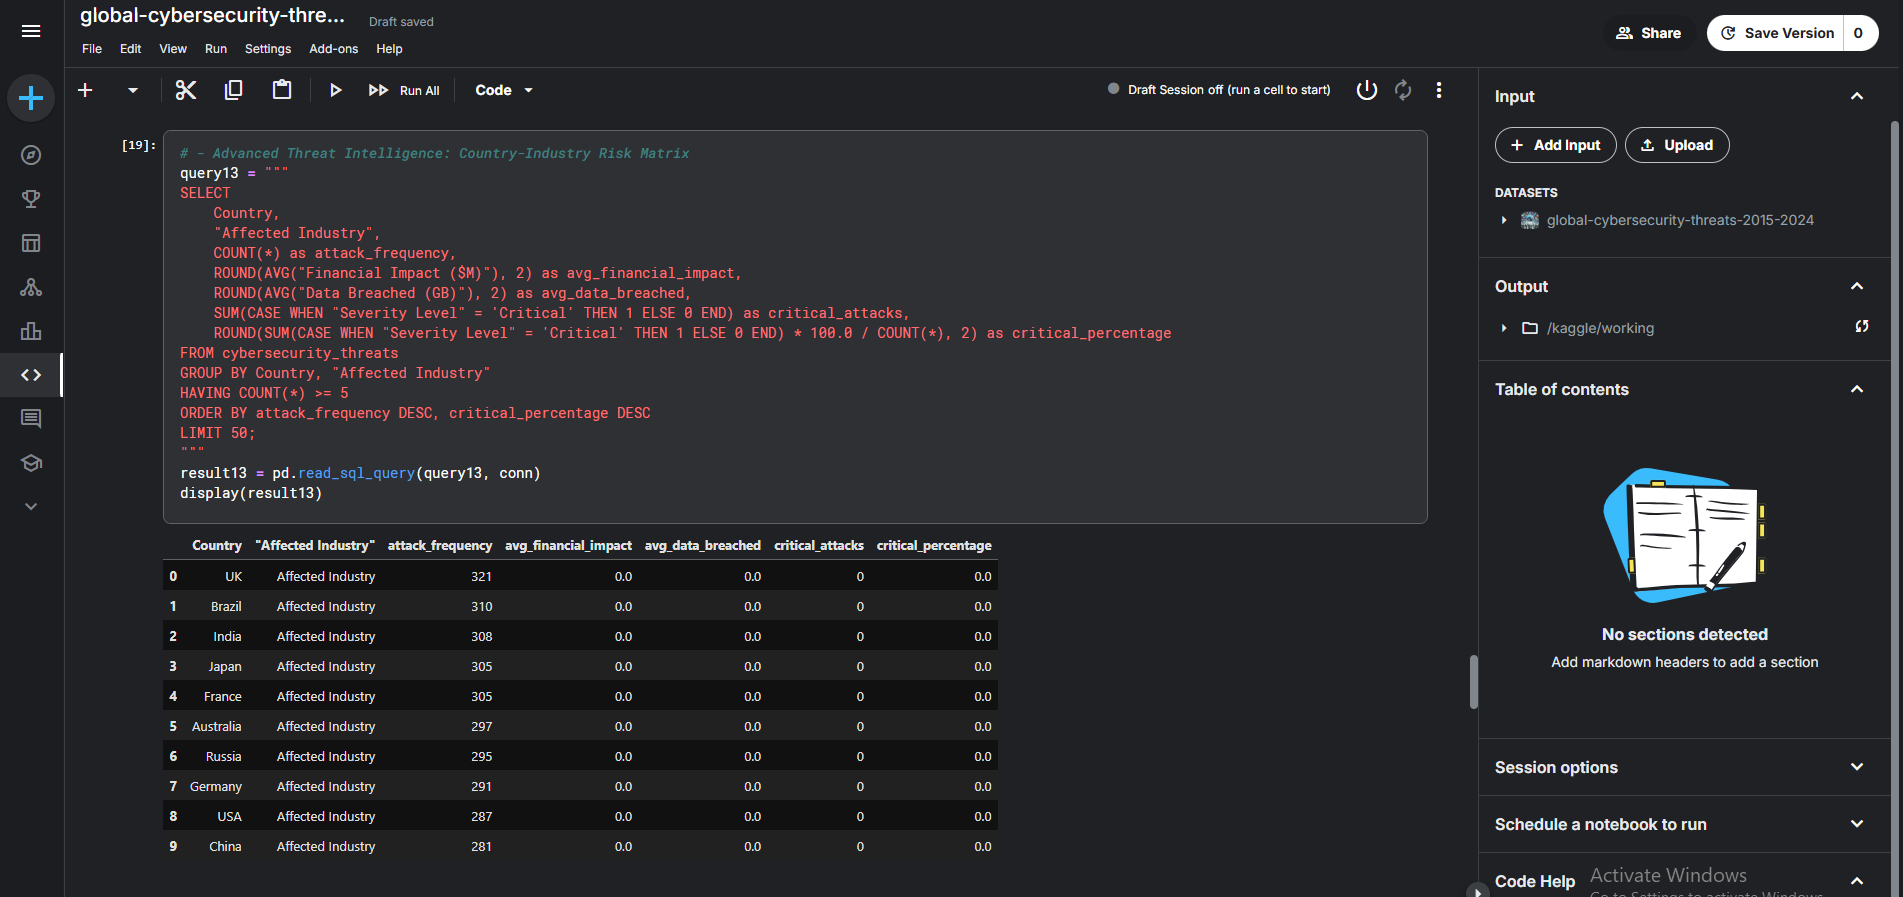 global-cybersecurity-thre...
Draft saved
File Edit View Run Settings Add-ons Help
Share
Save Version 0
Run All
Code
Draft Session off (run a cell to start)
[19]:
# - Advanced Threat Intelligence: Country-Industry Risk Matrix
query13 = """
SELECT
    Country,
    "Affected Industry",
    COUNT(*) as attack_frequency,
    ROUND(AVG("Financial Impact ($M)"), 2) as avg_financial_impact,
    ROUND(AVG("Data Breached (GB)"), 2) as avg_data_breached,
    SUM(CASE WHEN "Severity Level" = 'Critical' THEN 1 ELSE 0 END) as critical_attacks,
    ROUND(SUM(CASE WHEN "Severity Level" = 'Critical' THEN 1 ELSE 0 END) * 100.0 / COUNT(*), 2) as critical_percentage
FROM cybersecurity_threats
GROUP BY Country, "Affected Industry"
HAVING COUNT(*) >= 5
ORDER BY attack_frequency DESC, critical_percentage DESC
LIMIT 50;
"""
result13 = pd.read_sql_query(query13, conn)
display(result13)
Country "Affected Industry" attack_frequency avg_financial_impact avg_data_breached critical_attacks critical_percentage
0 UK Affected Industry 321 0.0 0.0 0 0.0
1 Brazil Affected Industry 310 0.0 0.0 0 0.0
2 India Affected Industry 308 0.0 0.0 0 0.0
3 Japan Affected Industry 305 0.0 0.0 0 0.0
4 France Affected Industry 305 0.0 0.0 0 0.0
5 Australia Affected Industry 297 0.0 0.0 0 0.0
6 Russia Affected Industry 295 0.0 0.0 0 0.0
7 Germany Affected Industry 291 0.0 0.0 0 0.0
8 USA Affected Industry 287 0.0 0.0 0 0.0
9 China Affected Industry 281 0.0 0.0 0 0.0
Input
Add Input
Upload
DATASETS
global-cybersecurity-threats-2015-2024
Output
/kaggle/working
Table of contents
No sections detected
Add markdown headers to add a section
Session options
Schedule a notebook to run
Code Help
Activate Windows
Go to Settings to activate Windows.